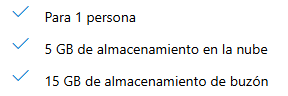 Para 1 persona
5 GB de almacenamiento en la nube
15 GB de almacenamiento de buzón